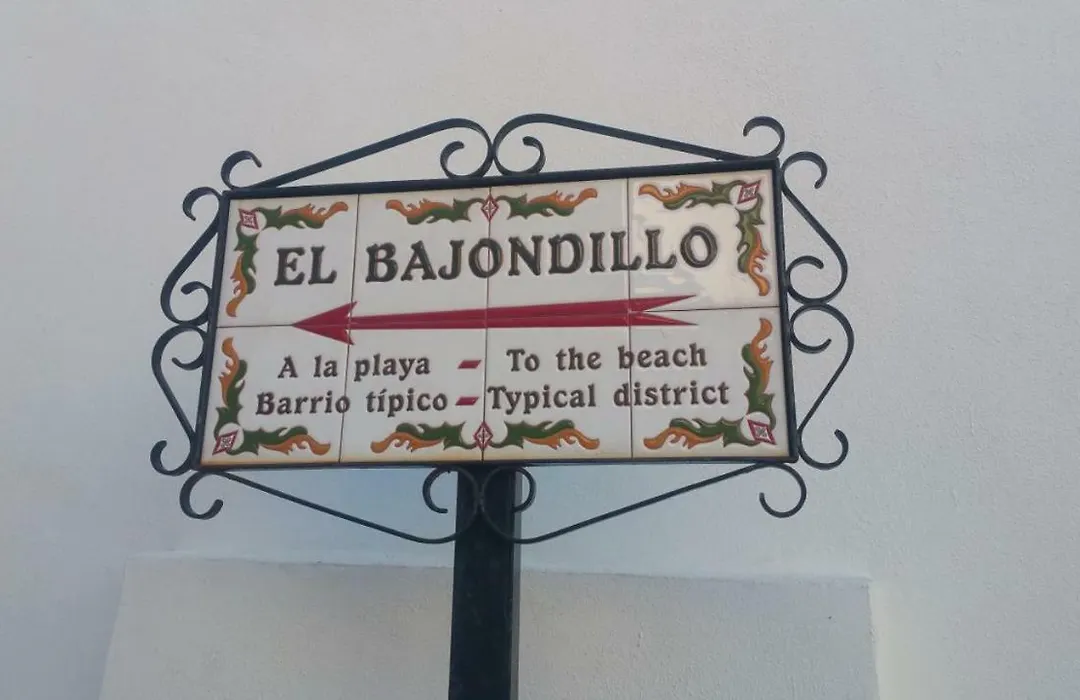 EL BAJONDILLO
A la playa - To the beach
Barrio típico - Typical district